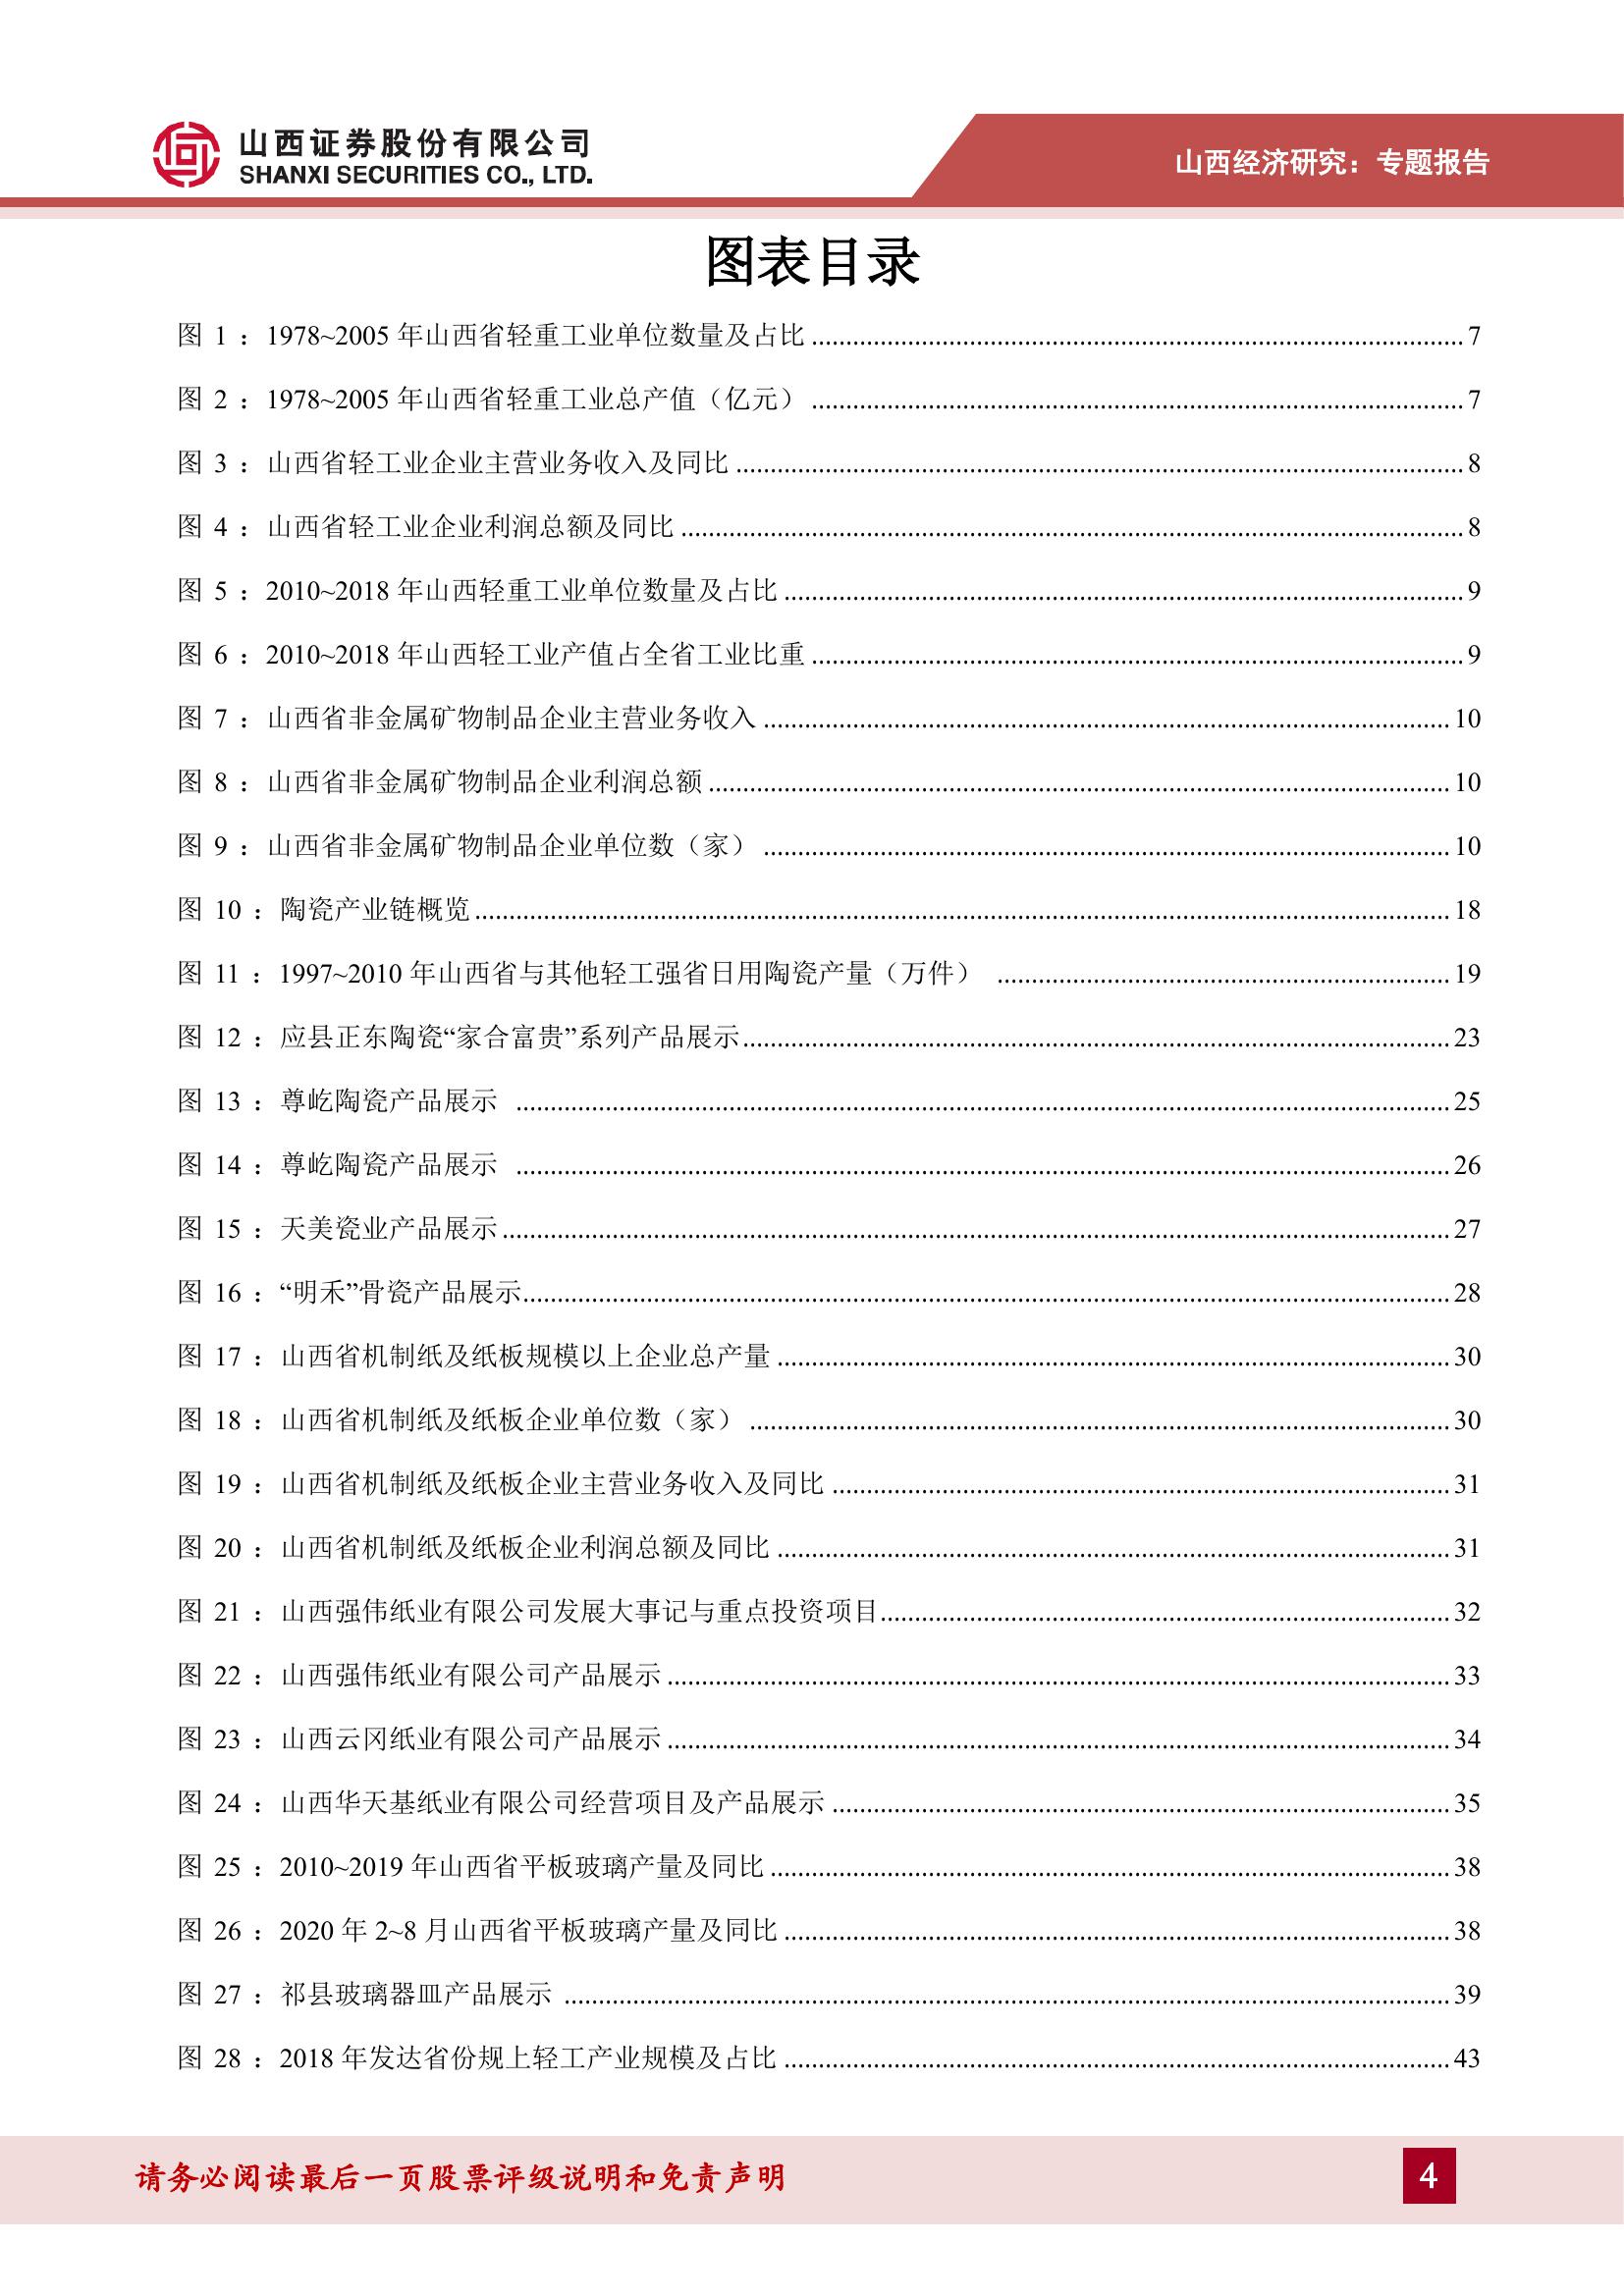 山西证券股份有限公司
SHANXI SECURITIES CO., LTD.
山西经济研究：专题报告
图表目录
图 1 ：1978~2005 年山西省轻重工业单位数量及占比 ........ 7
图 2 ：1978~2005 年山西省轻重工业总产值（亿元） ........ 7
图 3 ：山西省轻工业企业主营业务收入及同比 ........ 8
图 4 ：山西省轻工业企业利润总额及同比 ........ 8
图 5 ：2010~2018 年山西轻重工业单位数量及占比 ........ 9
图 6 ：2010~2018 年山西轻工业产值占全省工业比重 ........ 9
图 7 ：山西省非金属矿物制品企业主营业务收入 ........ 10
图 8 ：山西省非金属矿物制品企业利润总额 ........ 10
图 9 ：山西省非金属矿物制品企业单位数（家） ........ 10
图 10 ：陶瓷产业链概览 ........ 18
图 11 ：1997~2010 年山西省与其他轻工强省日用陶瓷产量（万件） ........ 19
图 12 ：应县正东陶瓷“家合富贵”系列产品展示 ........ 23
图 13 ：尊屹陶瓷产品展示 ........ 25
图 14 ：尊屹陶瓷产品展示 ........ 26
图 15 ：天美瓷业产品展示 ........ 27
图 16 ：“明禾”骨瓷产品展示 ........ 28
图 17 ：山西省机制纸及纸板规模以上企业总产量 ........ 30
图 18 ：山西省机制纸及纸板企业单位数（家） ........ 30
图 19 ：山西省机制纸及纸板企业主营业务收入及同比 ........ 31
图 20 ：山西省机制纸及纸板企业利润总额及同比 ........ 31
图 21 ：山西强伟纸业有限公司发展大事记与重点投资项目 ........ 32
图 22 ：山西强伟纸业有限公司产品展示 ........ 33
图 23 ：山西云冈纸业有限公司产品展示 ........ 34
图 24 ：山西华天基纸业有限公司经营项目及产品展示 ........ 35
图 25 ：2010~2019 年山西省平板玻璃产量及同比 ........ 38
图 26 ：2020 年 2~8 月山西省平板玻璃产量及同比 ........ 38
图 27 ：祁县玻璃器皿产品展示 ........ 39
图 28 ：2018 年发达省份规上轻工产业规模及占比 ........ 43
请务必阅读最后一页股票评级说明和免责声明
4